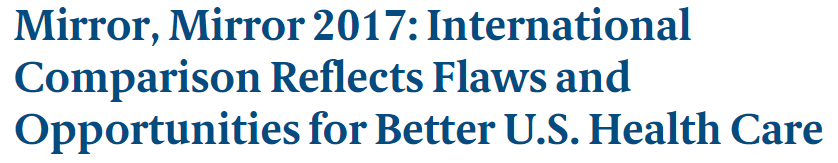 Mirror, Mirror 2017: International
Comparison Reflects Flaws and
Opportunities for Better U.S. Health Care